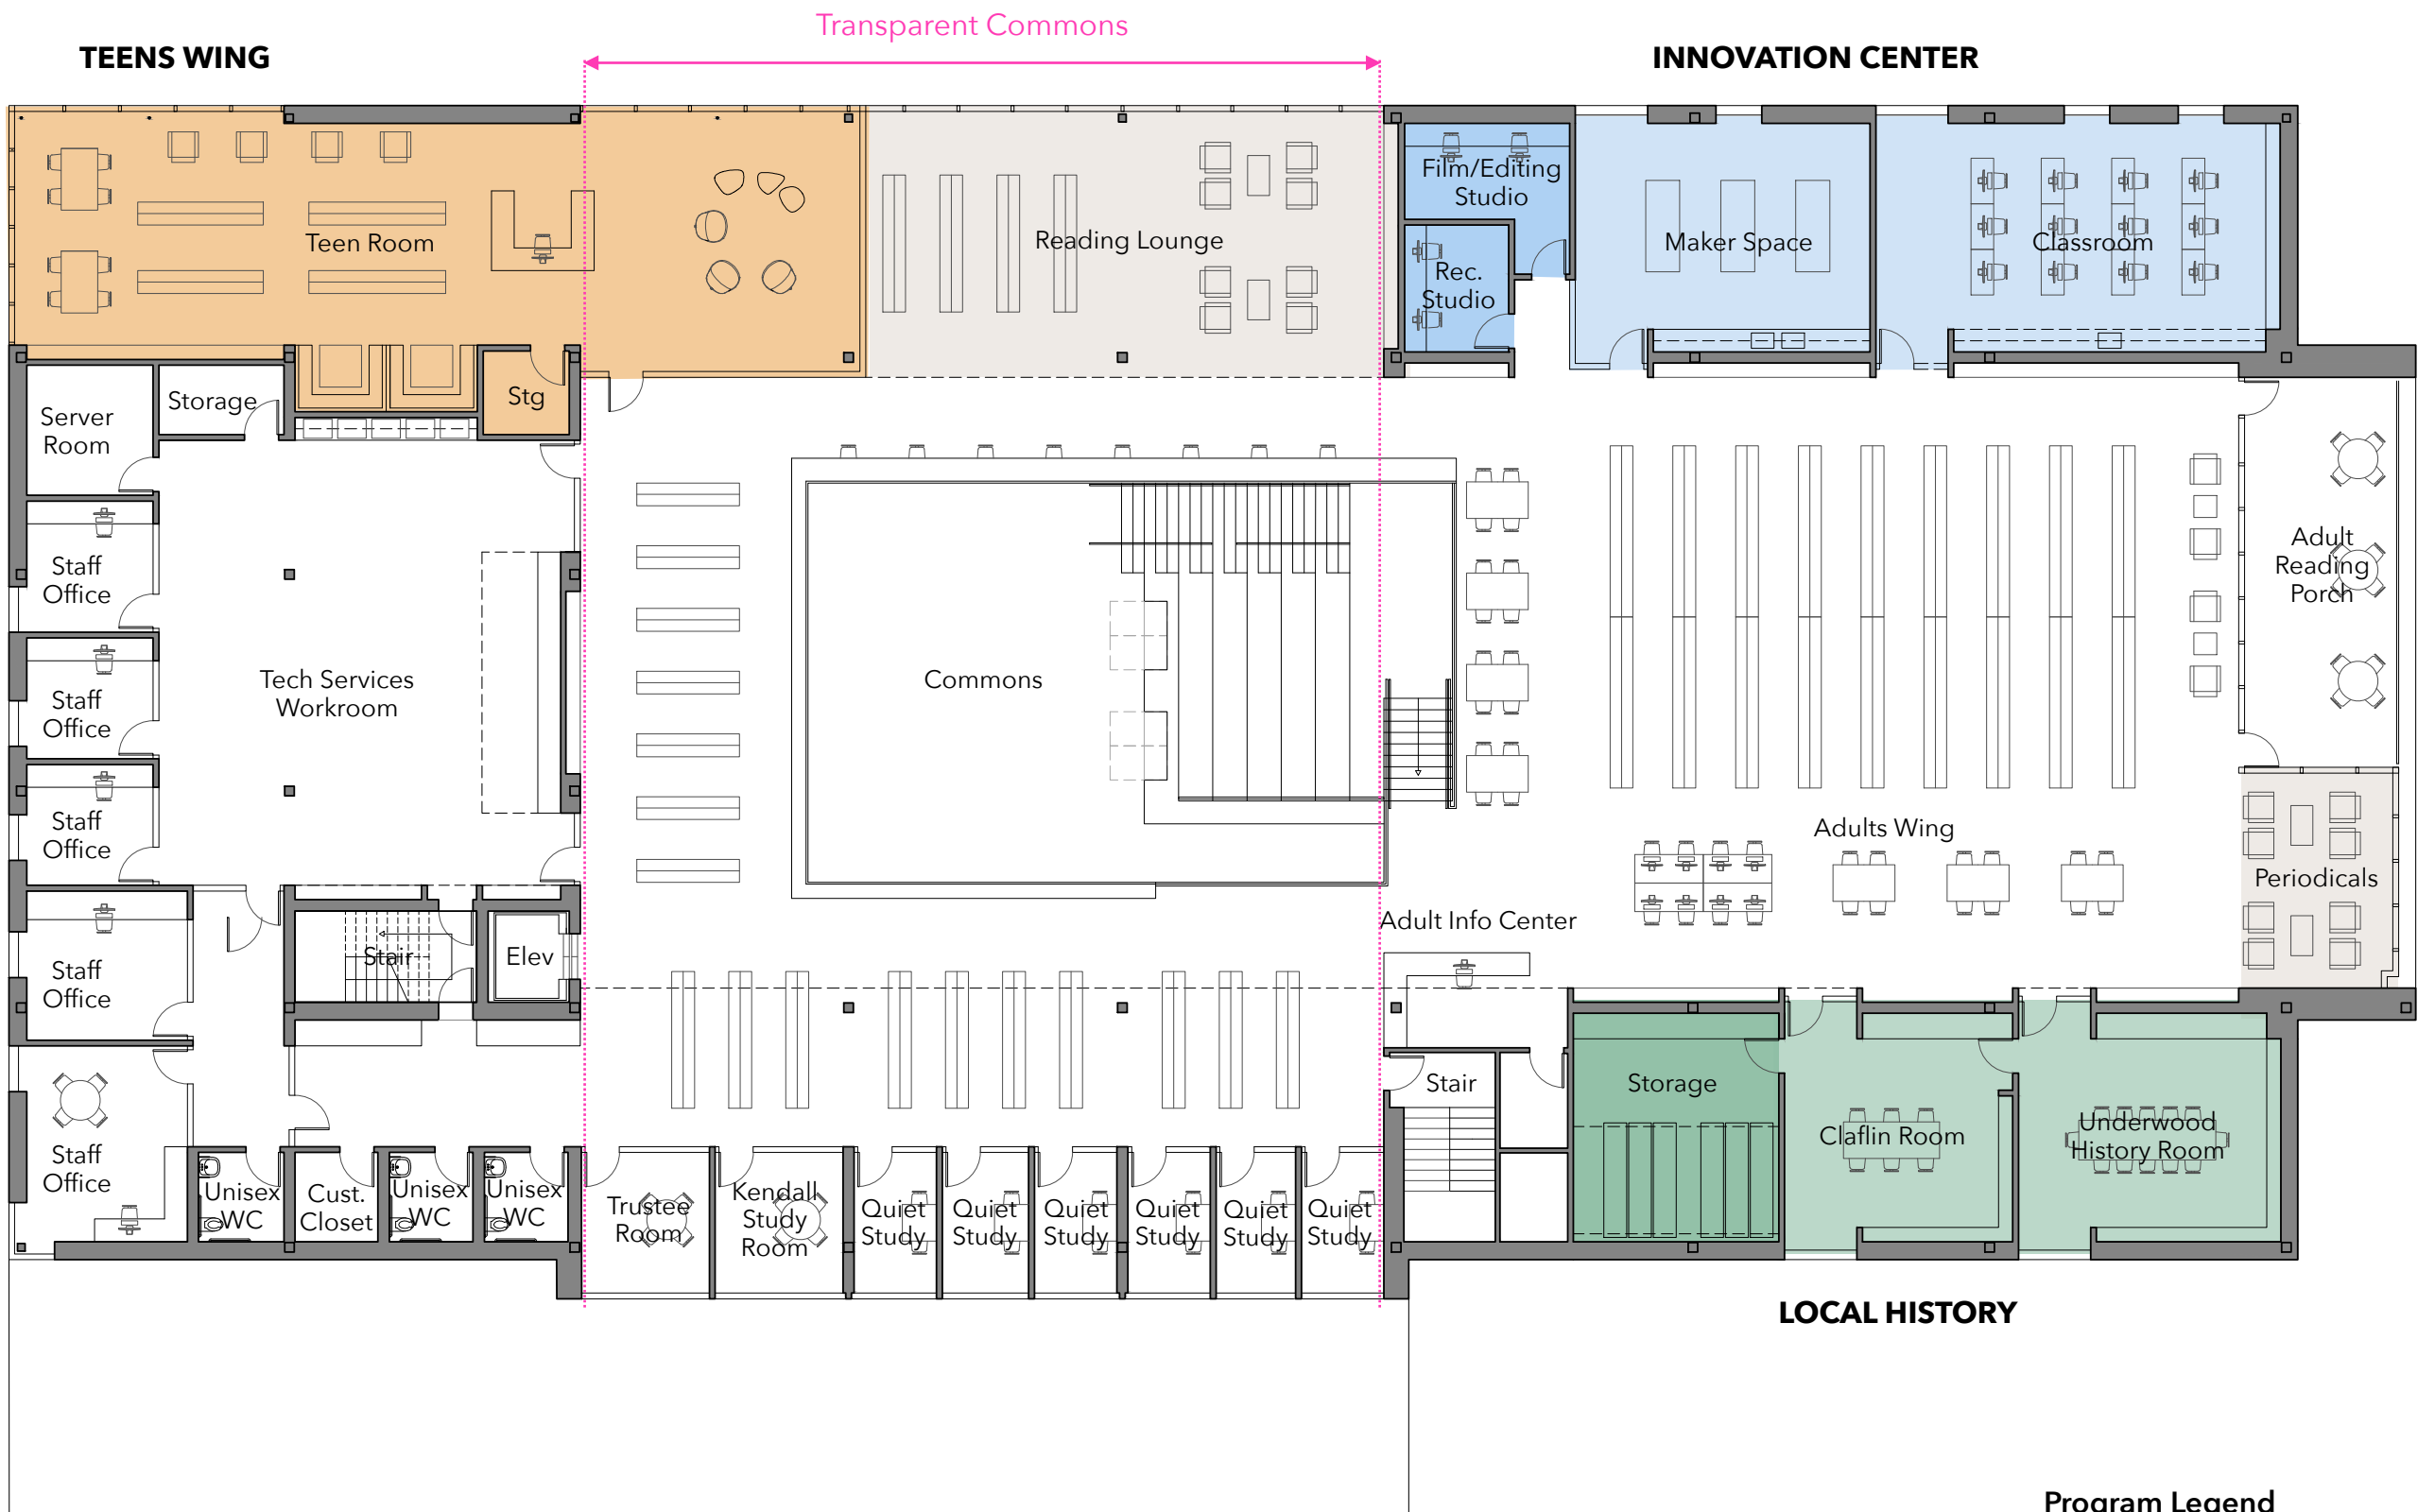 Transparent Commons
TEENS WING
INNOVATION CENTER
Film/Editing
Studio
Teen Room
Reading Lounge
Maker Space
Classroom
Rec.
Studio
Stg
Storage
Server
Room
Staff
Office
Adult
Reading
Porch
Tech Services
Workroom
Commons
Staff
Office
Staff
Office
Adults Wing
Periodicals
Adult Info Center
Stair
Elev
Staff
Office
Stair
Storage
Claflin Room
Underwood
History Room
Staff
Office
Unisex
WC
Cust.
Closet
Unisex
WC
Unisex
WC
Trustee
Room
Kendall
Study
Room
Quiet
Study
Quiet
Study
Quiet
Study
Quiet
Study
Quiet
Study
Quiet
Study
LOCAL HISTORY
Program Legend